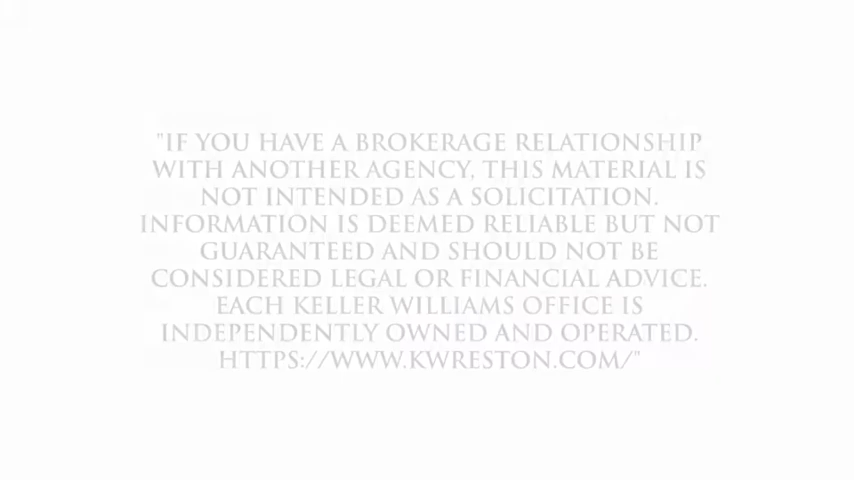 "IF YOU HAVE A BROKERAGE RELATIONSHIP
WITH ANOTHER AGENCY, THIS MATERIAL IS
NOT INTENDED AS A SOLICITATION.
INFORMATION IS DEEMED RELIABLE BUT NOT
GUARANTEED AND SHOULD NOT BE
CONSIDERED LEGAL OR FINANCIAL ADVICE.
EACH KELLER WILLIAMS OFFICE IS
INDEPENDENTLY OWNED AND OPERATED.
HTTPS://WWW.KWRESTON.COM/"